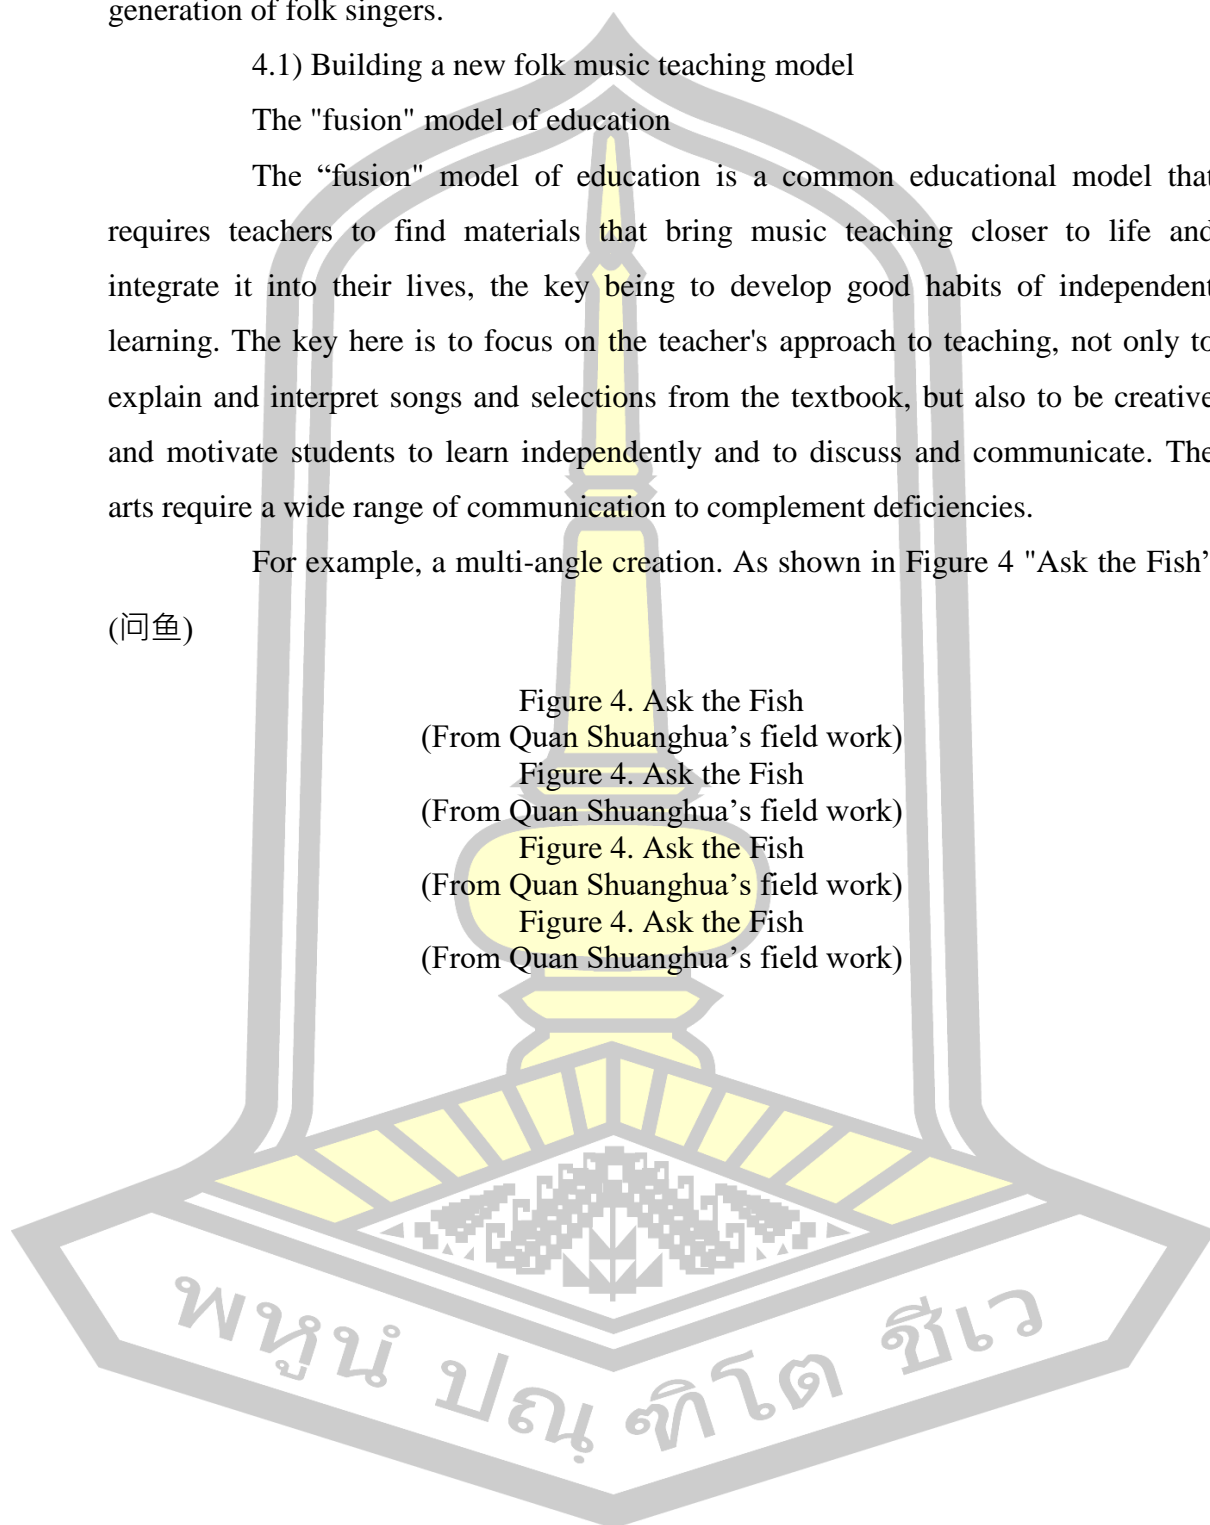 generation of folk singers.
4.1) Building a new folk music teaching model
The "fusion" model of education
The “fusion" model of education is a common educational model that
requires teachers to find materials that bring music teaching closer to life and
integrate it into their lives, the key being to develop good habits of independent
learning. The key here is to focus on the teacher's approach to teaching, not only to
explain and interpret songs and selections from the textbook, but also to be creative
and motivate students to learn independently and to discuss and communicate. The
arts require a wide range of communication to complement deficiencies.
For example, a multi-angle creation. As shown in Figure 4 "Ask the Fish"
(问鱼)
Figure 4. Ask the Fish
(From Quan Shuanghua’s field work)
Figure 4. Ask the Fish
(From Quan Shuanghua’s field work)
Figure 4. Ask the Fish
(From Quan Shuanghua’s field work)
Figure 4. Ask the Fish
(From Quan Shuanghua’s field work)
พหูนํ ปณฺฑิโต ชีเว